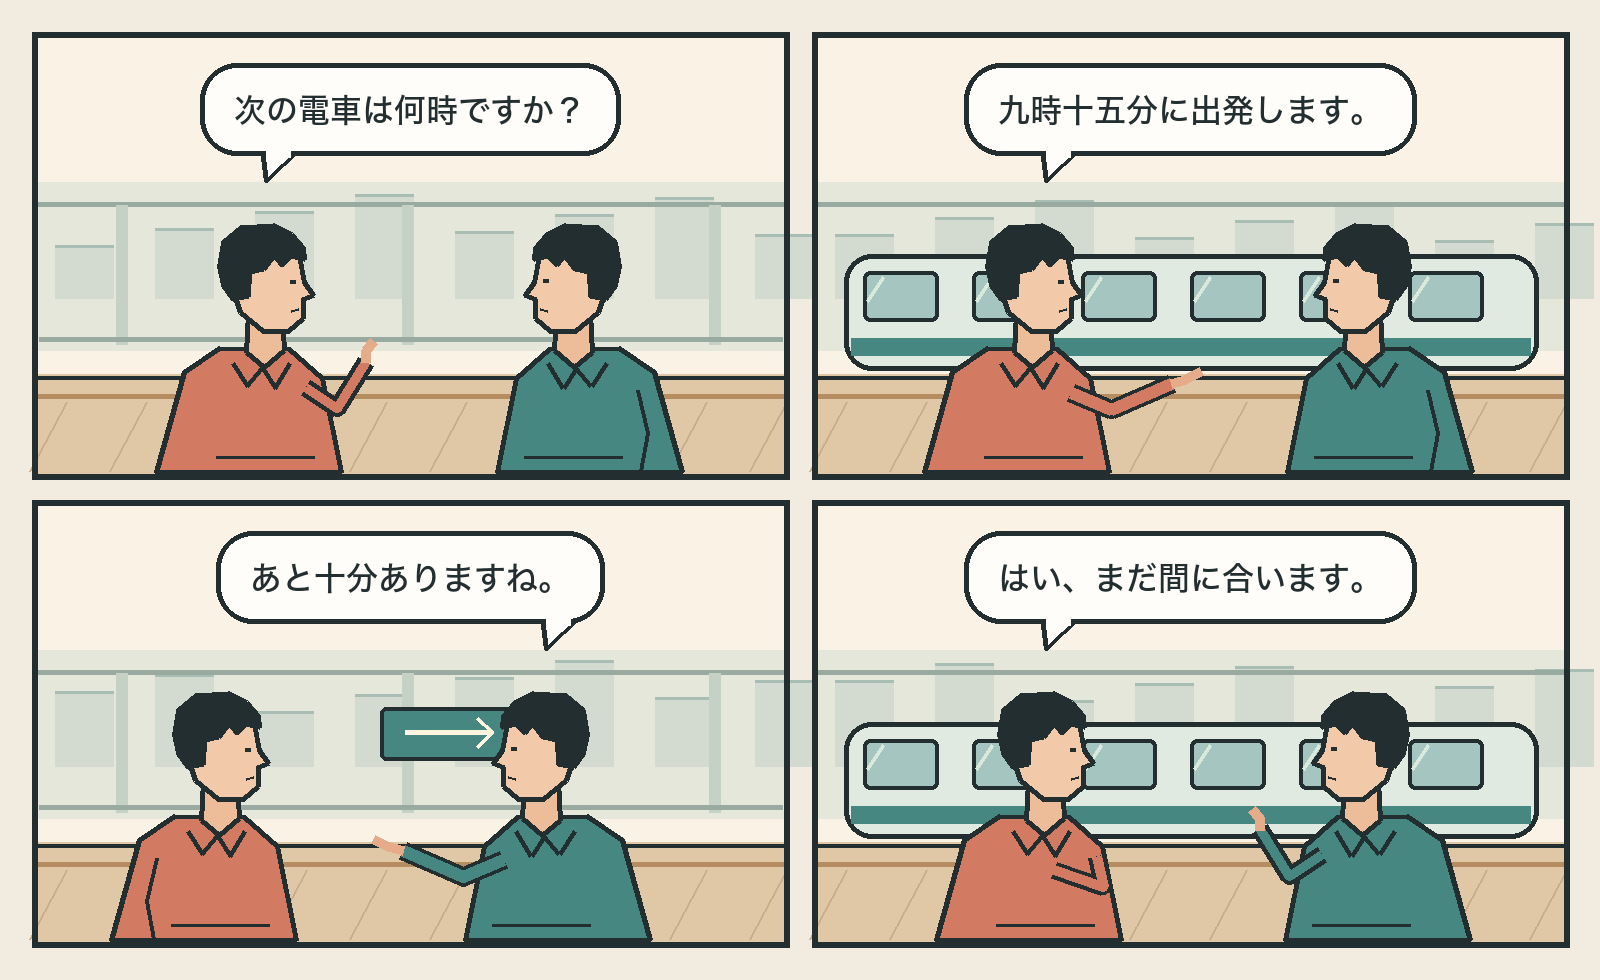 次の電車は何時ですか？
九時十五分に出発します。
あと十分ありますね。
はい、まだ間に合います。